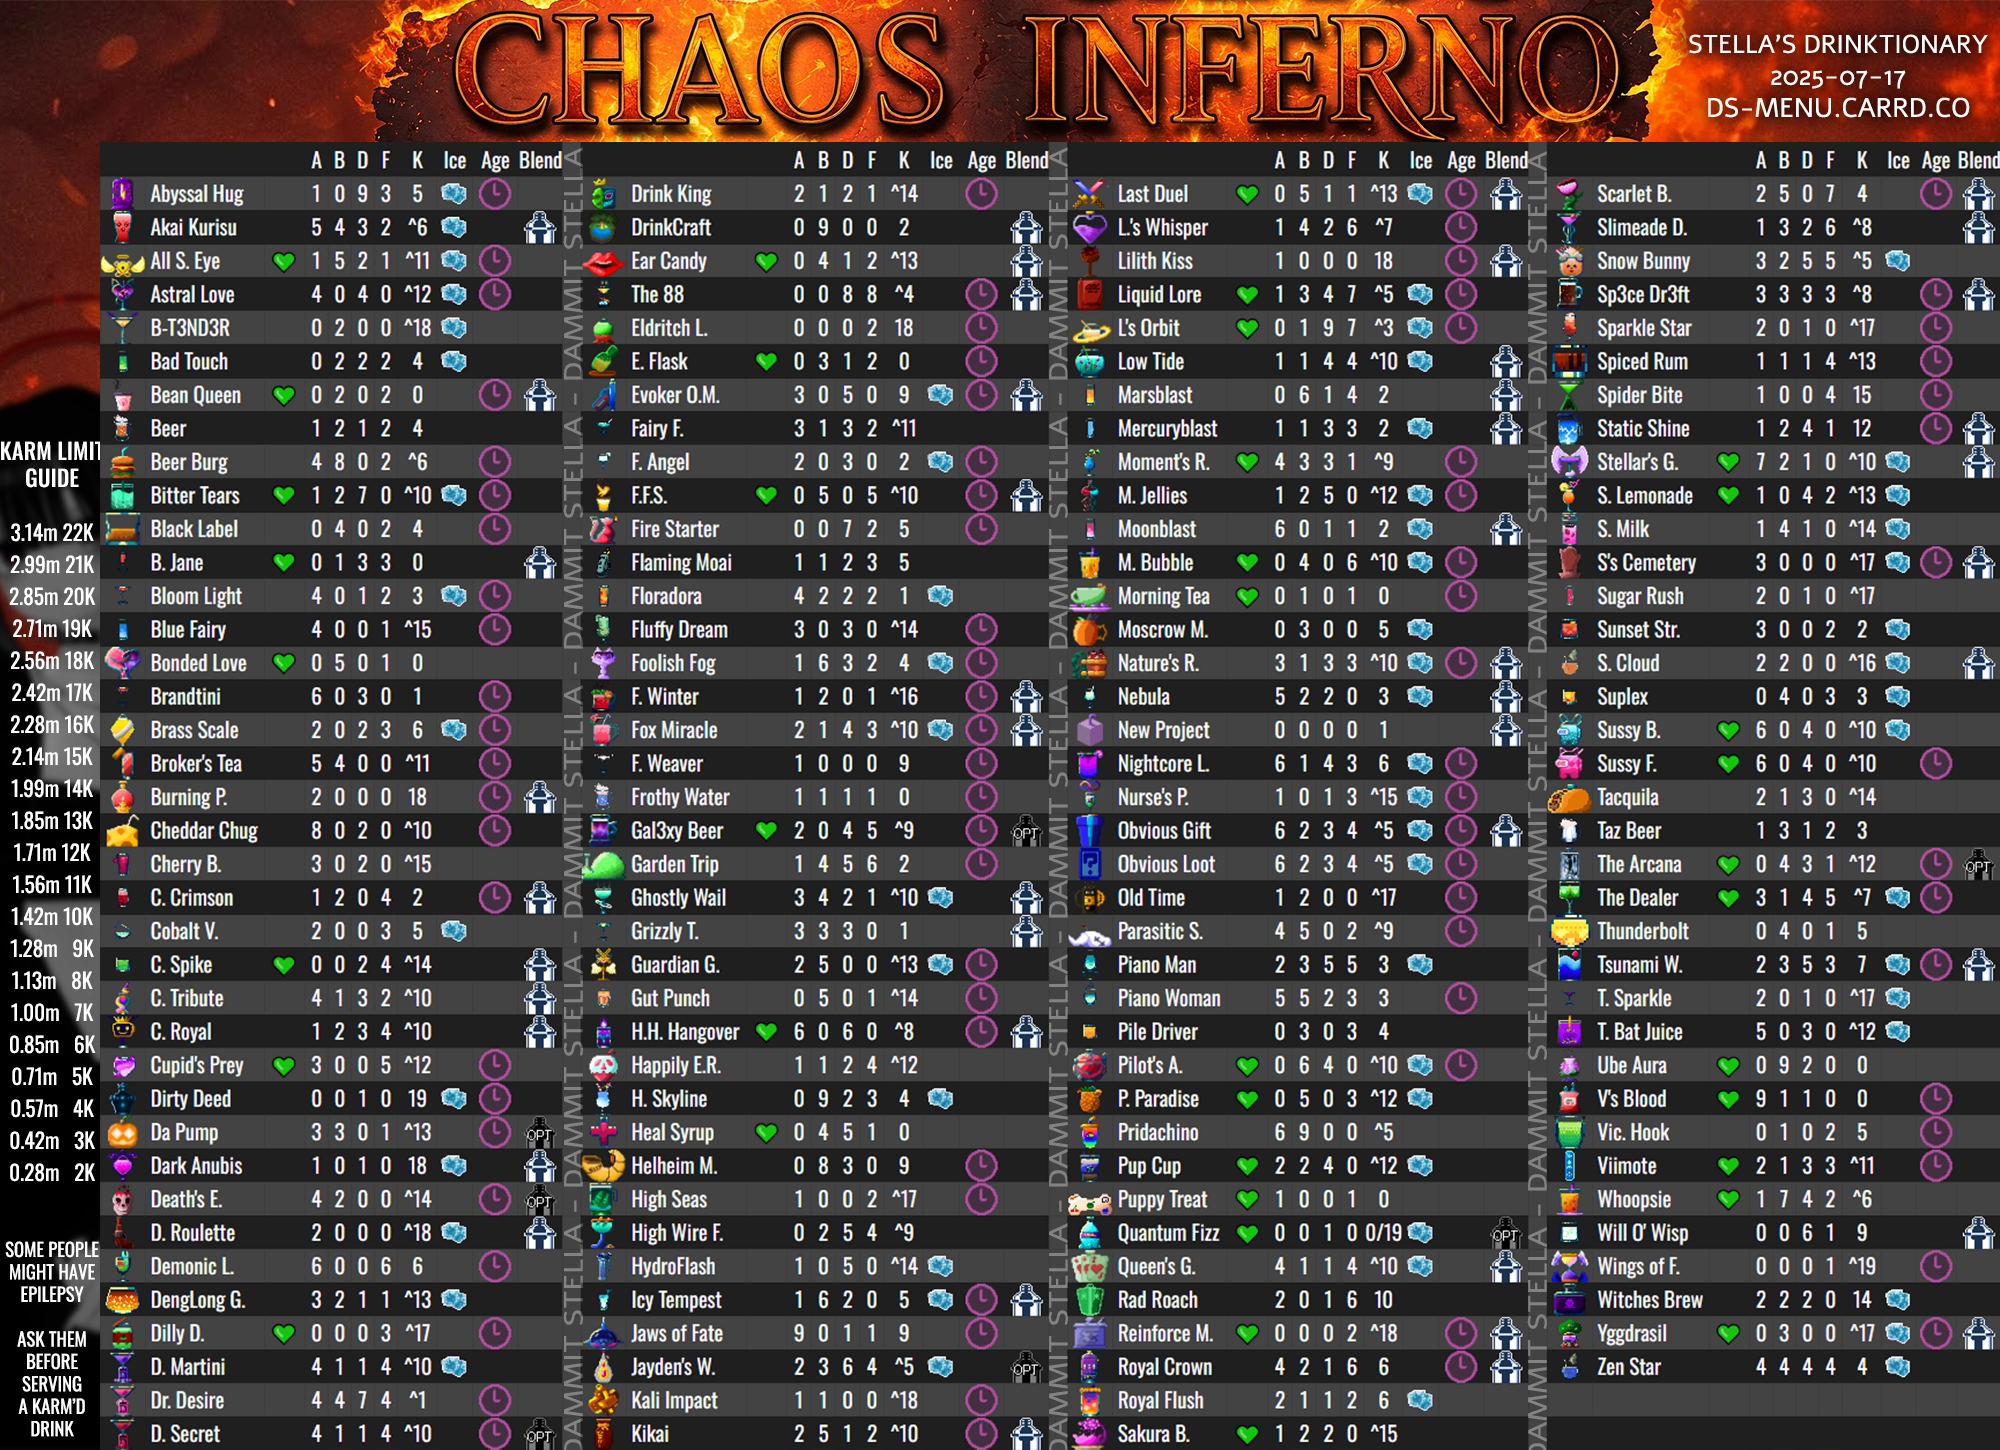 CHAOS INFERNO
STELLA'S DRINKTIONARY
2025-07-17
DS-MENU.CARRD.CO
KARM LIMIT
GUIDE
3.14m 22K
2.99m 21K
2.85m 20K
2.71m 19K
2.56m 18K
2.42m 17K
2.28m 16K
2.14m 15K
1.99m 14K
1.85m 13K
1.71m 12K
1.56m 11K
1.42m 10K
1.28m 9K
1.13m 8K
1.00m 7K
0.85m 6K
0.71m 5K
0.57m 4K
0.42m 3K
0.28m 2K
SOME PEOPLE
MIGHT HAVE
EPILEPSY
ASK THEM
BEFORE
SERVING
A KARM'D
DRINK
A B D F K Ice Age Blend
Abyssal Hug 1 0 9 3 5
Akai Kurisu 5 4 3 2 ^6
All S. Eye 1 5 2 1 ^11
Astral Love 4 0 4 0 ^12
B-T3ND3R 0 2 0 0 ^18
Bad Touch 0 2 2 2 4
Bean Queen 0 2 0 2 0
Beer 1 2 1 2 4
Beer Burg 4 8 0 2 ^6
Bitter Tears 1 2 7 0 ^10
Black Label 0 4 0 2 4
B. Jane 0 1 3 3 0
Bloom Light 4 0 1 2 3
Blue Fairy 4 0 0 1 ^15
Bonded Love 0 5 0 1 0
Brandtini 6 0 3 0 1
Brass Scale 2 0 2 3 6
Broker's Tea 5 4 0 0 ^11
Burning P. 2 0 0 0 18
Cheddar Chug 8 0 2 0 ^10
Cherry B. 3 0 2 0 ^15
C. Crimson 1 2 0 4 2
Cobalt V. 2 0 0 3 5
C. Spike 0 0 2 4 ^14
C. Tribute 4 1 3 2 ^10
C. Royal 1 2 3 4 ^10
Cupid's Prey 3 0 0 5 ^12
Dirty Deed 0 0 1 0 19
Da Pump 3 3 0 1 ^13 OPT
Dark Anubis 1 0 1 0 18
Death's E. 4 2 0 0 ^14 OPT
D. Roulette 2 0 0 0 ^18
Demonic L. 6 0 0 6 6
DengLong G. 3 2 1 1 ^13
Dilly D. 0 0 0 3 ^17
D. Martini 4 1 1 4 ^10
Dr. Desire 4 4 7 4 ^1
D. Secret 4 1 1 4 ^10 OPT
DAMMIT STELLA - DAMMIT STELLA - DAMMIT STELLA - DAMMIT STELLA - DAMMIT STELLA
A B D F K Ice Age Blend
Drink King 2 1 2 1 ^14
DrinkCraft 0 9 0 0 2
Ear Candy 0 4 1 2 ^13
The 88 0 0 8 8 ^4
Eldritch L. 0 0 0 2 18
E. Flask 0 3 1 2 0
Evoker O.M. 3 0 5 0 9
Fairy F. 3 1 3 2 ^11
F. Angel 2 0 3 0 2
F.F.S. 0 5 0 5 ^10
Fire Starter 0 0 7 2 5
Flaming Moai 1 1 2 3 5
Floradora 4 2 2 2 1
Fluffy Dream 3 0 3 0 ^14
Foolish Fog 1 6 3 2 4
F. Winter 1 2 0 1 ^16
Fox Miracle 2 1 4 3 ^10
F. Weaver 1 0 0 0 9
Frothy Water 1 1 1 1 0
Gal3xy Beer 2 0 4 5 ^9 OPT
Garden Trip 1 4 5 6 2
Ghostly Wail 3 4 2 1 ^10
Grizzly T. 3 3 3 0 1
Guardian G. 2 5 0 0 ^13
Gut Punch 0 5 0 1 ^14
H.H. Hangover 6 0 6 0 ^8
Happily E.R. 1 1 2 4 ^12
H. Skyline 0 9 2 3 4
Heal Syrup 0 4 5 1 0
Helheim M. 0 8 3 0 9
High Seas 1 0 0 2 ^17
High Wire F. 0 2 5 4 ^9
HydroFlash 1 0 5 0 ^14
Icy Tempest 1 6 2 0 5
Jaws of Fate 9 0 1 1 9
Jayden's W. 2 3 6 4 ^5 OPT
Kali Impact 1 1 0 0 ^18
Kikai 2 5 1 2 ^10
DAMMIT STELLA - DAMMIT STELLA - DAMMIT STELLA - DAMMIT STELLA - DAMMIT STELLA
A B D F K Ice Age Blend
Last Duel 0 5 1 1 ^13
L.'s Whisper 1 4 2 6 ^7
Lilith Kiss 1 0 0 0 18
Liquid Lore 1 3 4 7 ^5
L's Orbit 0 1 9 7 ^3
Low Tide 1 1 4 4 ^10
Marsblast 0 6 1 4 2
Mercuryblast 1 1 3 3 2
Moment's R. 4 3 3 1 ^9
M. Jellies 1 2 5 0 ^12
Moonblast 6 0 1 1 2
M. Bubble 0 4 0 6 ^10
Morning Tea 0 1 0 1 0
Moscrow M. 0 3 0 0 5
Nature's R. 3 1 3 3 ^10
Nebula 5 2 2 0 3
New Project 0 0 0 0 1
Nightcore L. 6 1 4 3 6
Nurse's P. 1 0 1 3 ^15
Obvious Gift 6 2 3 4 ^5
Obvious Loot 6 2 3 4 ^5
Old Time 1 2 0 0 ^17
Parasitic S. 4 5 0 2 ^9
Piano Man 2 3 5 5 3
Piano Woman 5 5 2 3 3
Pile Driver 0 3 0 3 4
Pilot's A. 0 6 4 0 ^10
P. Paradise 0 5 0 3 ^12
Pridachino 6 9 0 0 ^5
Pup Cup 2 2 4 0 ^12
Puppy Treat 1 0 0 1 0
Quantum Fizz 0 0 1 0 0/19 OPT
Queen's G. 4 1 1 4 ^10
Rad Roach 2 0 1 6 10
Reinforce M. 0 0 0 2 ^18
Royal Crown 4 2 1 6 6
Royal Flush 2 1 1 2 6
Sakura B. 1 2 2 0 ^15
DAMMIT STELLA - DAMMIT STELLA - DAMMIT STELLA - DAMMIT STELLA - DAMMIT STELLA
A B D F K Ice Age Blend
Scarlet B. 2 5 0 7 4
Slimeade D. 1 3 2 6 ^8
Snow Bunny 3 2 5 5 ^5
Sp3ce Dr3ft 3 3 3 3 ^8
Sparkle Star 2 0 1 0 ^17
Spiced Rum 1 1 1 4 ^13
Spider Bite 1 0 0 4 15
Static Shine 1 2 4 1 12
Stellar's G. 7 2 1 0 ^10
S. Lemonade 1 0 4 2 ^13
S. Milk 1 4 1 0 ^14
S's Cemetery 3 0 0 0 ^17
Sugar Rush 2 0 1 0 ^17
Sunset Str. 3 0 0 2 2
S. Cloud 2 2 0 0 ^16
Suplex 0 4 0 3 3
Sussy B. 6 0 4 0 ^10
Sussy F. 6 0 4 0 ^10
Tacquila 2 1 3 0 ^14
Taz Beer 1 3 1 2 3
The Arcana 0 4 3 1 ^12 OPT
The Dealer 3 1 4 5 ^7
Thunderbolt 0 4 0 1 5
Tsunami W. 2 3 5 3 7
T. Sparkle 2 0 1 0 ^17
T. Bat Juice 5 0 3 0 ^12
Ube Aura 0 9 2 0 0
V's Blood 9 1 1 0 0
Vic. Hook 0 1 0 2 5
Viimote 2 1 3 3 ^11
Whoopsie 1 7 4 2 ^6
Will O' Wisp 0 0 6 1 9
Wings of F. 0 0 0 1 ^19
Witches Brew 2 2 2 0 14
Yggdrasil 0 3 0 0 ^17
Zen Star 4 4 4 4 4